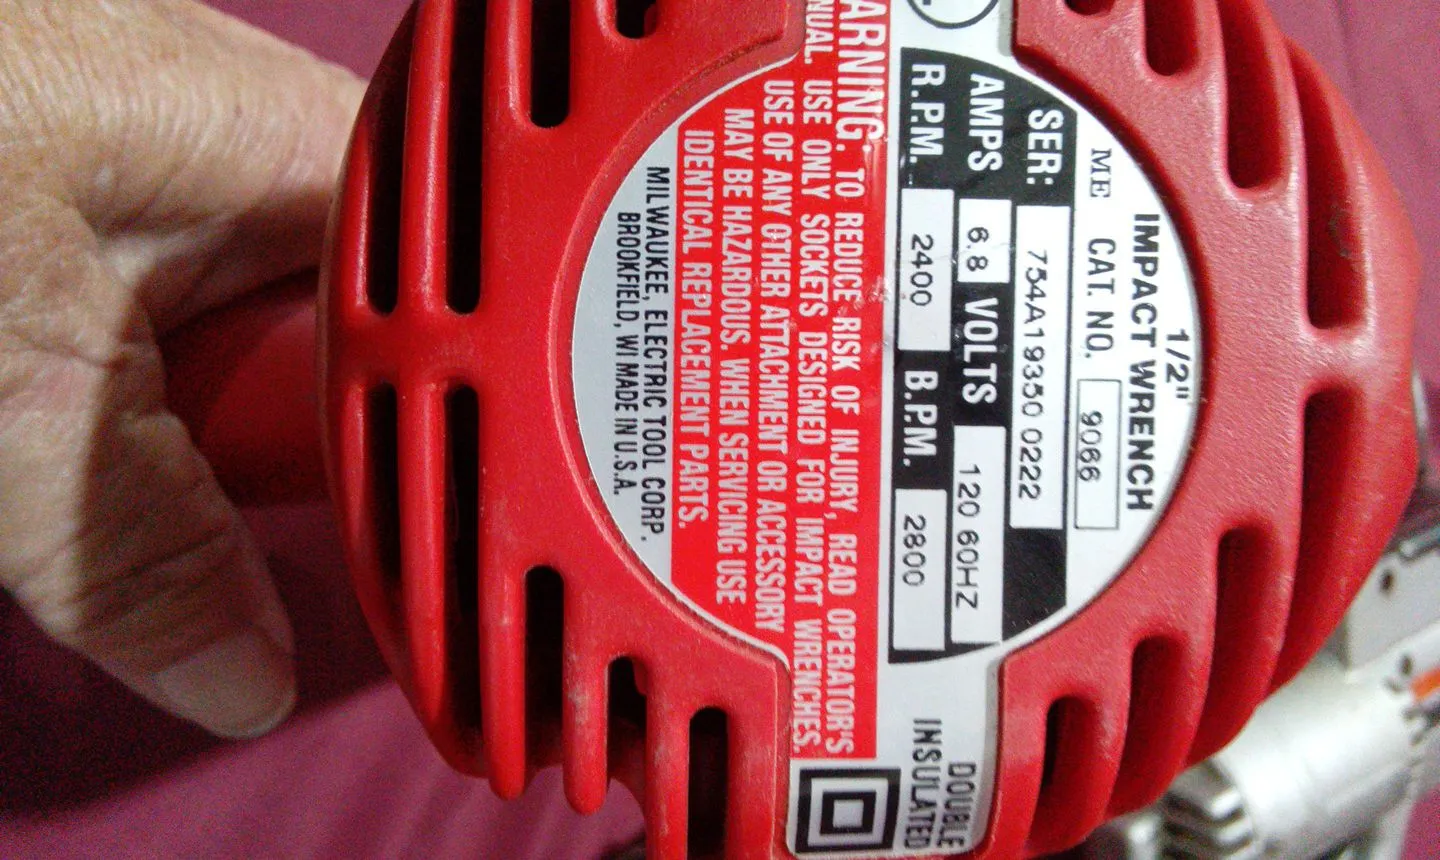 1/2"
IMPACT WRENCH
ME CAT. NO. 9066
SER: 754A19350 0222
AMPS 6.8 VOLTS 120 60HZ
R.P.M. 2400 B.P.M. 2800
ARNING. TO REDUCE RISK OF INJURY, READ OPERATOR'S
NUAL. USE ONLY SOCKETS DESIGNED FOR IMPACT WRENCHES.
USE OF ANY OTHER ATTACHMENT OR ACCESSORY
MAY BE HAZARDOUS. WHEN SERVICING USE
IDENTICAL REPLACEMENT PARTS.
MILWAUKEE, ELECTRIC TOOL CORP.
BROOKFIELD, WI MADE IN U.S.A.
DOUBLE
INSULATED